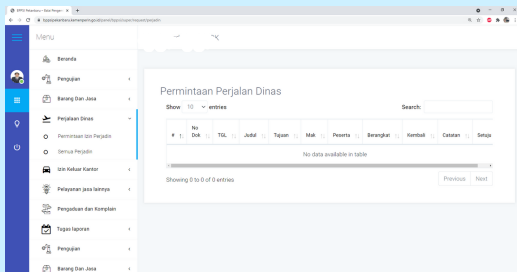 Menu
Beranda
Pengujian
Barang Dan Jasa
Perjalaan Dinas
Permintaan Izin Perjadin
Semua Perjadin
Izin Keluar Kantor
Pelayanan jasa lainnya
Pengaduan dan Komplain
Tugas laporan
Pengujian
Barang Dan Jasa
Permintaan Perjalan Dinas
Show 10 entries
Search:
# No Dok TGL Judul Tujuan Mak Peserta Berangkat Kembali Catatan Setuju
No data available in table
Showing 0 to 0 of 0 entries
Previous Next